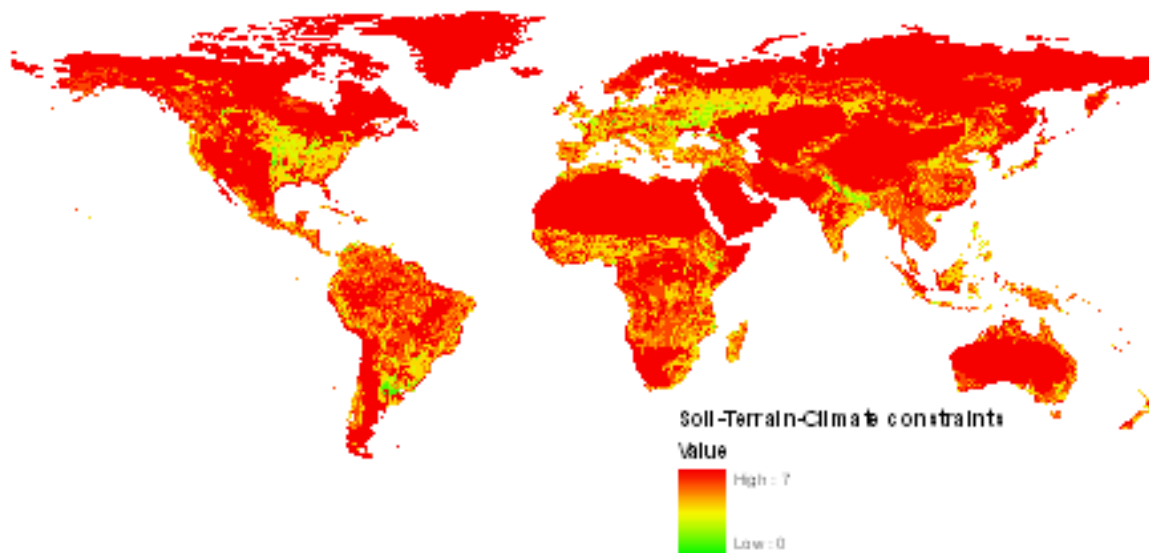 Soil-Terrain-Climate constraints
Value
High : 7
Low : 0